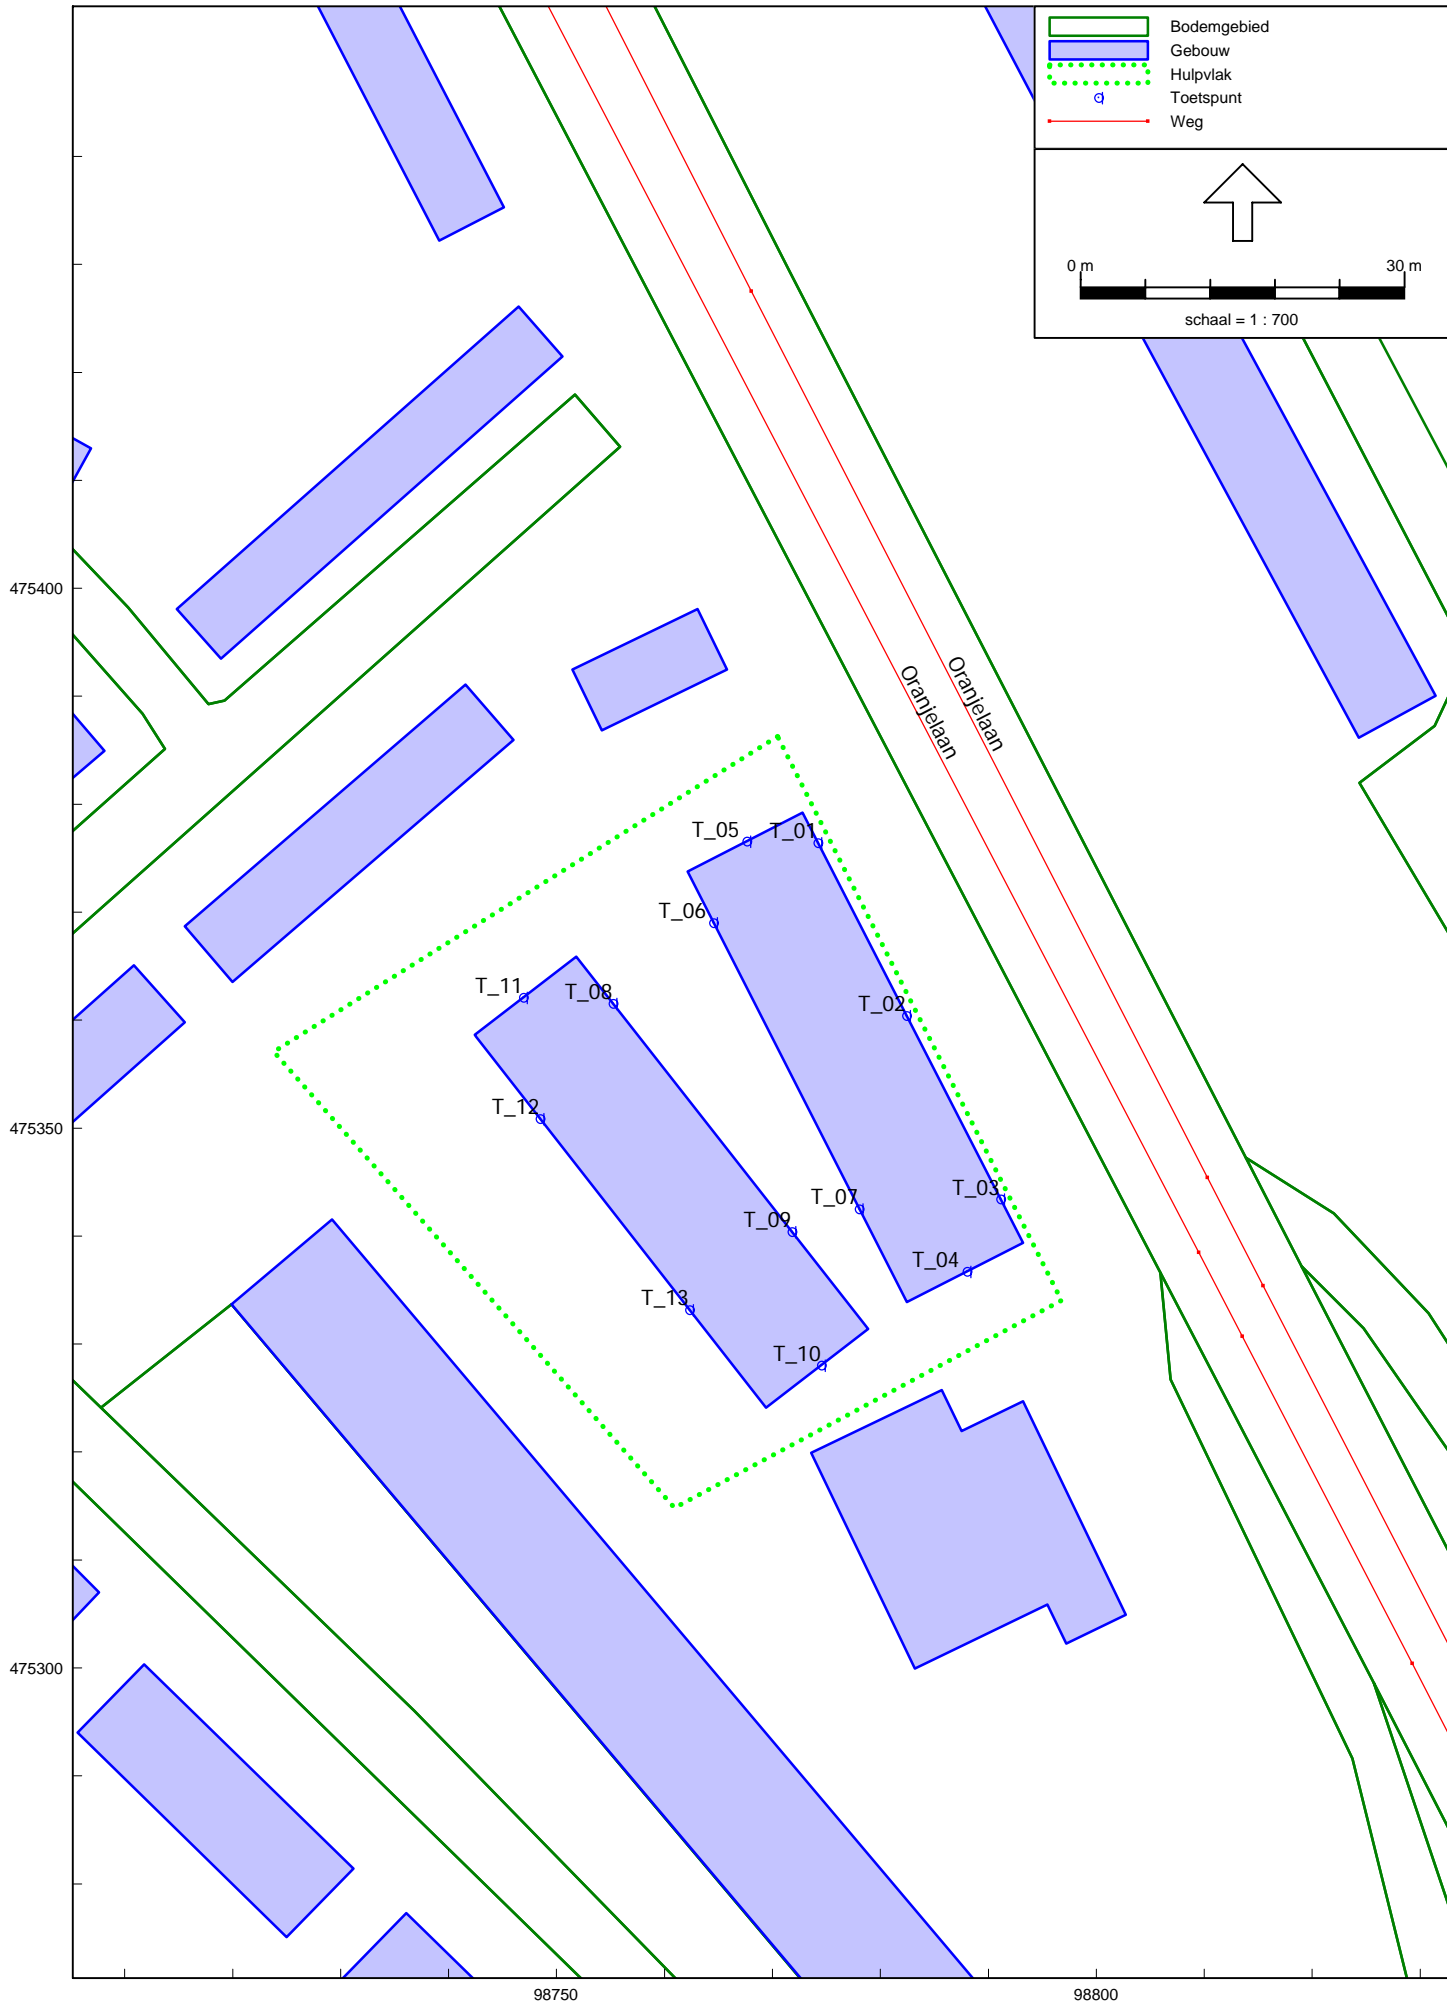 Bodemgebied
Gebouw
Hulpvlak
Toetspunt
Weg
0 m 30 m
schaal = 1 : 700
475400
Oranjelaan
Oranjelaan
T_05
T_01
T_06
T_11
T_08
T_02
T_12
475350
T_03
T_07
T_09
T_04
T_13
T_10
475300
98750
98800